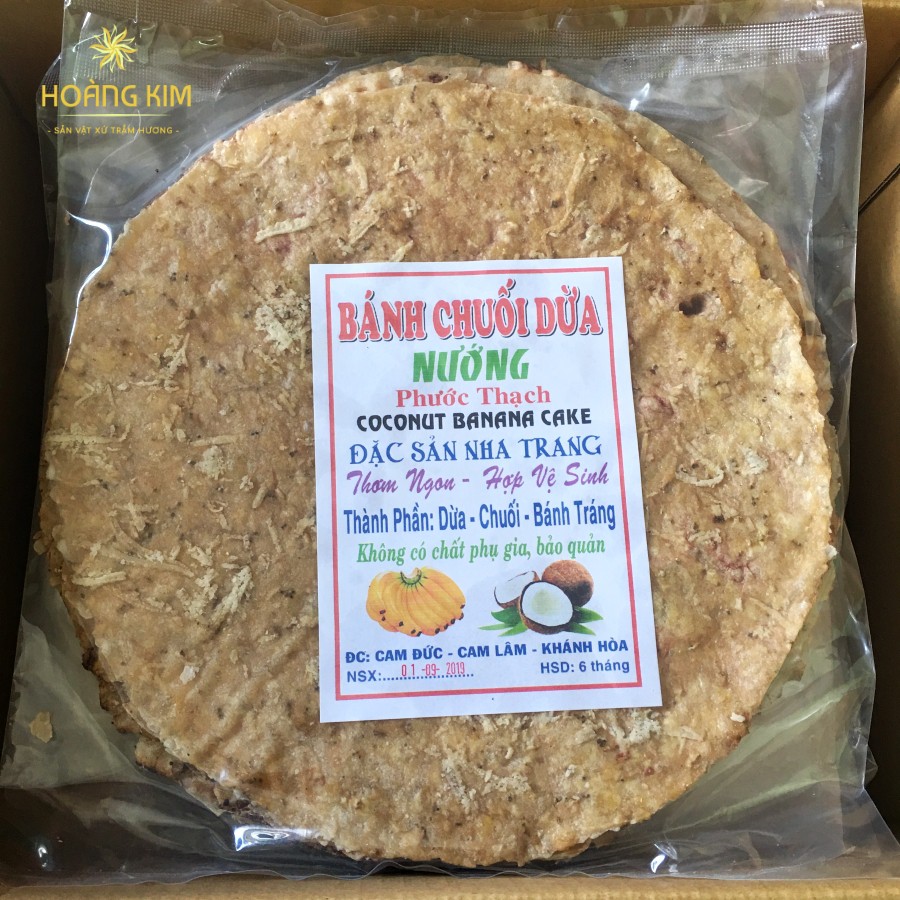 HOÀNG KIM
- SẢN VẬT XỨ TRẦM HƯƠNG -
BÁNH CHUỐI DỪA
NƯỚNG
Phước Thạch
COCONUT BANANA CAKE
ĐẶC SẢN NHA TRANG
Thơm Ngon - Hợp Vệ Sinh
Thành Phần: Dừa - Chuối - Bánh Tráng
Không có chất phụ gia, bảo quản
ĐC: CAM ĐỨC - CAM LÂM - KHÁNH HÒA
NSX:....01-09-2019.... HSD: 6 tháng